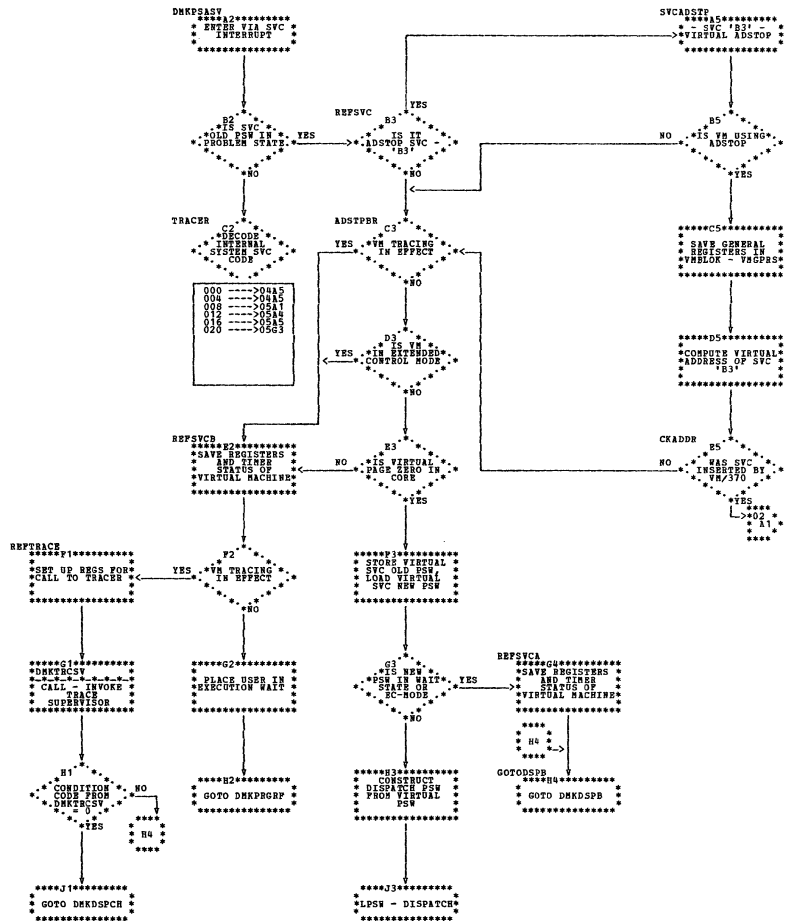 DMKPSASV
A2
ENTER VIA SVC
INTERRUPT
SVCADSTP
A5
- SVC 'B3' -
VIRTUAL ADSTOP
B2
IS SVC
OLD PSW IN
PROBLEM STATE
YES
NO
REFSVC
B3
IS IT
ADSTOP SVC -
'B3'
YES
NO
B5
IS VM USING
ADSTOP
NO
YES
TRACER
C2
DECODE
INTERNAL
SYSTEM SVC
CODE
000 ---->04A5
004 ---->04A5
008 ---->05A1
012 ---->05A4
016 ---->05A5
020 ---->05G3
ADSTPBR
C3
VM TRACING
IN EFFECT
YES
NO
C5
SAVE GENERAL
REGISTERS IN
VMBLOK - VMGPRS
D3
IS VM
IN EXTENDED
CONTROL MODE
YES
NO
D5
COMPUTE VIRTUAL
ADDRESS OF SVC
'B3'
REFSVCB
E2
SAVE REGISTERS
AND TIMER
STATUS OF
VIRTUAL MACHINE
E3
IS VIRTUAL
PAGE ZERO IN
CORE
NO
YES
CKADDR
E5
WAS SVC
INSERTED BY
VM/370
NO
YES
02
A1
REFTRACE
F1
SET UP REGS FOR
CALL TO TRACER
F2
VM TRACING
IN EFFECT
YES
NO
F3
STORE VIRTUAL
SVC OLD PSW,
LOAD VIRTUAL
SVC NEW PSW
G1
DMKTRCSV
CALL - INVOKE
TRACE
SUPERVISOR
G2
PLACE USER IN
EXECUTION WAIT
G3
IS NEW
PSW IN WAIT
STATE OR
EC-MODE
YES
NO
REFSVCA
G4
SAVE REGISTERS
AND TIMER
STATUS OF
VIRTUAL MACHINE
H4
H1
CONDITION
CODE FROM
DMKTRCSV
= 0
NO
YES
H4
H2
GOTO DMKPRGRF
H3
CONSTRUCT
DISPATCH PSW
FROM VIRTUAL
PSW
GOTODSPB
H4
GOTO DMKDSPB
J1
GOTO DMKDSPCH
J3
LPSW - DISPATCH